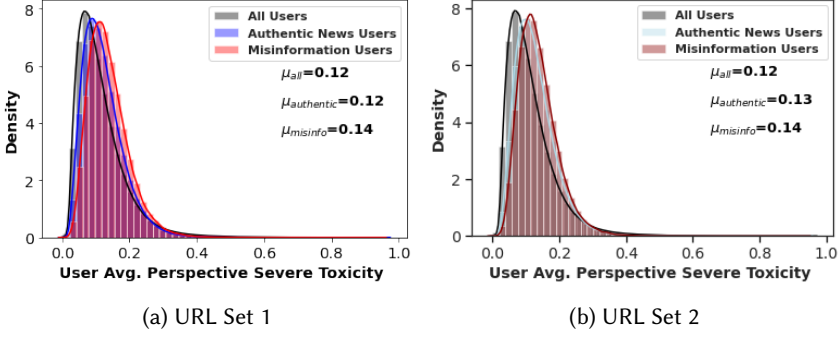 8
6
4
2
0
Density
All Users
Authentic News Users
Misinformation Users
μall=0.12
μauthentic=0.12
μmisinfo=0.14
0.0 0.2 0.4 0.6 0.8 1.0
User Avg. Perspective Severe Toxicity
(a) URL Set 1
8
6
4
2
0
Density
All Users
Authentic News Users
Misinformation Users
μall=0.12
μauthentic=0.13
μmisinfo=0.14
0.0 0.2 0.4 0.6 0.8 1.0
User Avg. Perspective Severe Toxicity
(b) URL Set 2